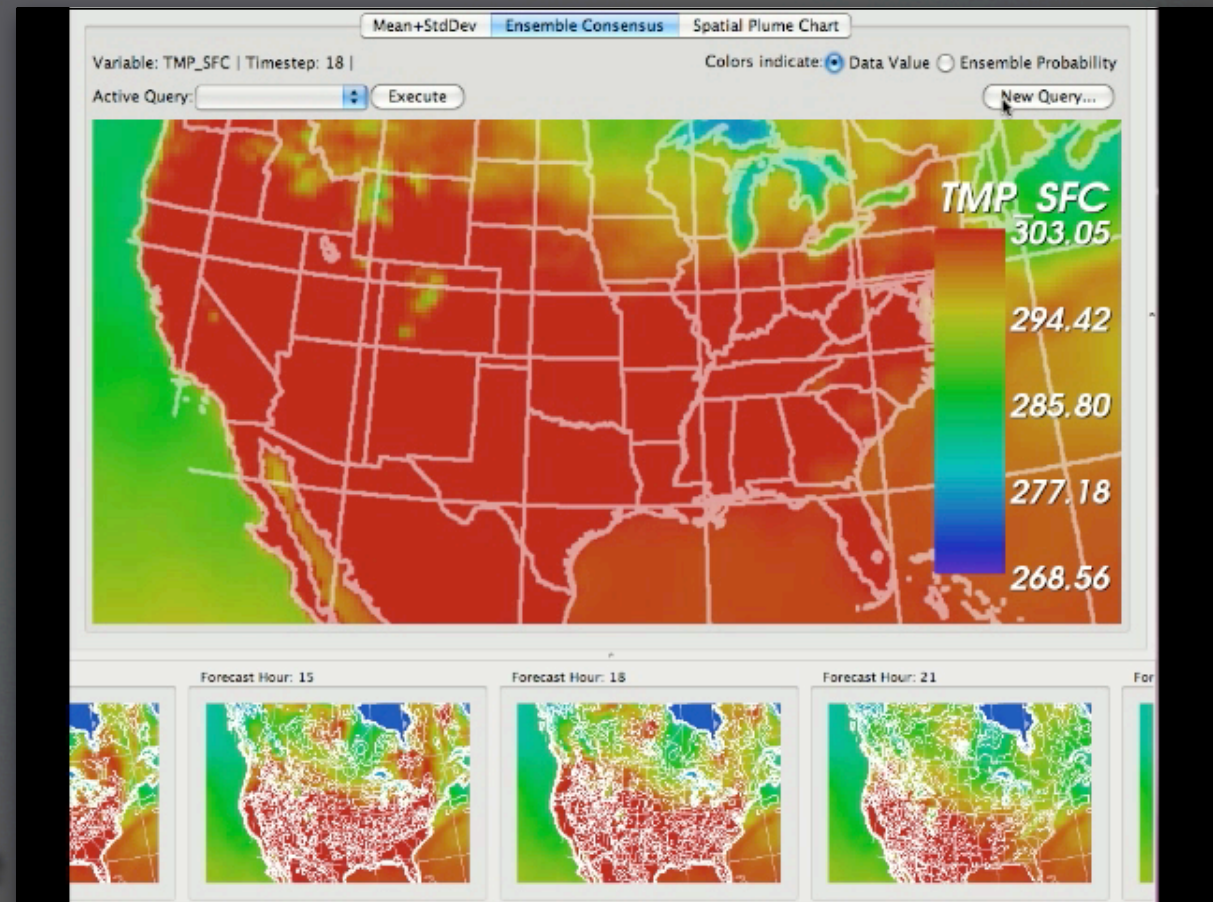 Mean+StdDev Ensemble Consensus Spatial Plume Chart
Variable: TMP_SFC | Timestep: 18 |
Colors indicate: Data Value Ensemble Probability
Active Query: Execute New Query...
TMP_SFC
303.05
294.42
285.80
277.18
268.56
Forecast Hour: 15 Forecast Hour: 18 Forecast Hour: 21 For